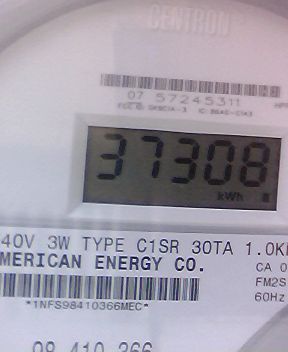 CENTRON
07 57245311
37308
kWh
40V 3W TYPE C1SR 30TA 1.0K
MERICAN ENERGY CO.
CA 0
FM2S
60Hz
*1NFS98410366MEC*
98 410 366